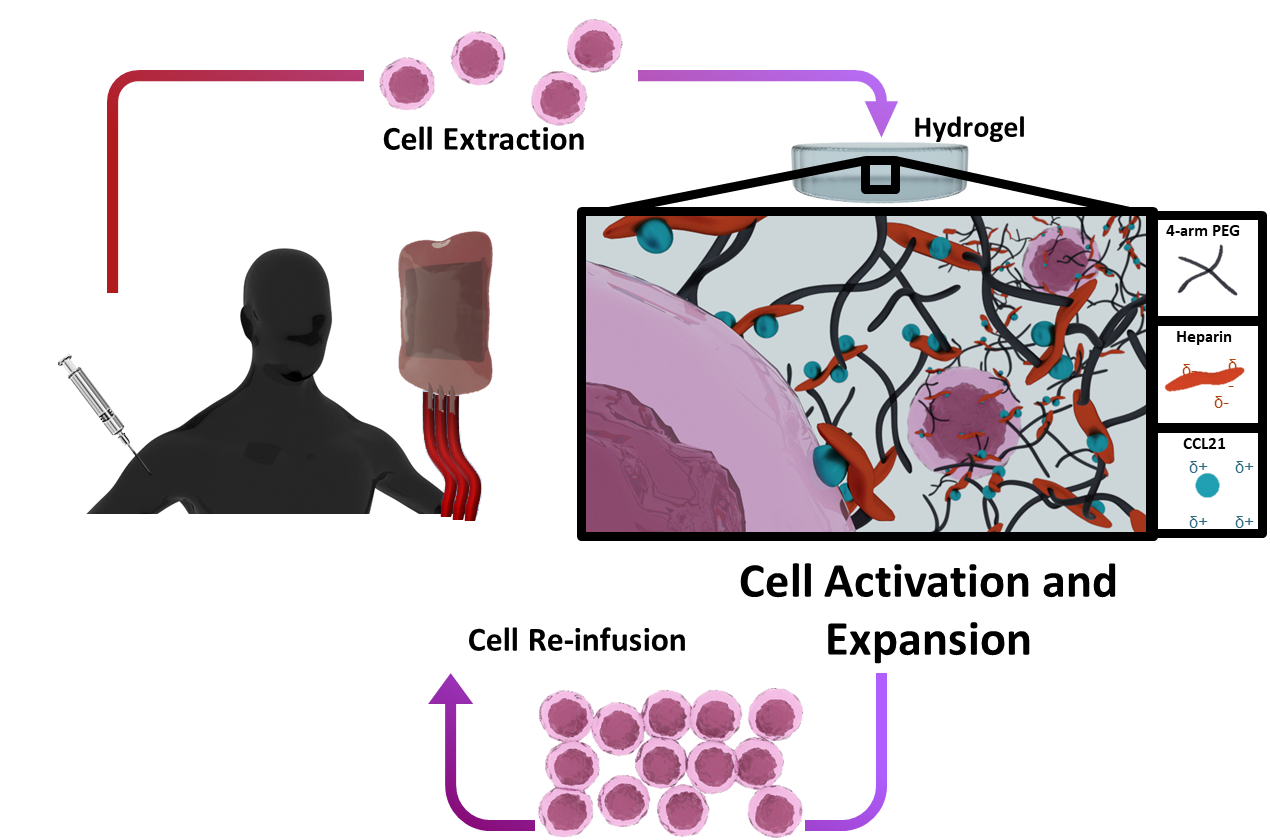 Cell Extraction
Hydrogel
4-arm PEG
Heparin
δ-
δ
-
δ-
CCL21
δ+ δ+
δ+ δ+
Cell Activation and
Expansion
Cell Re-infusion